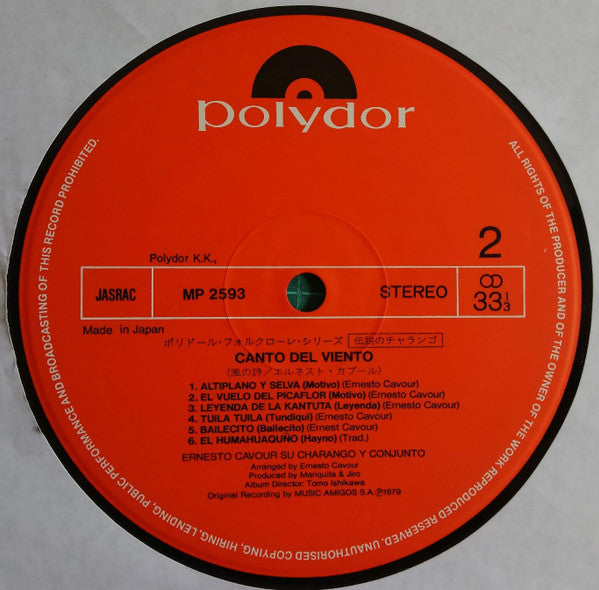 polydor
2
Polydor K.K.,
JASRAC
MP 2593
STEREO
33 1/3
Made in Japan
ポリドール・フォルクローレ・シリーズ 伝説のチャランゴ
CANTO DEL VIENTO
(風の詩/エルネスト・カブール)
1. ALTIPLANO Y SELVA (Motivo) (Ernesto Cavour)
2. EL VUELO DEL PICAFLOR (Motivo) (Ernesto Cavour)
3. LEYENDA DE LA KANTUTA (Leyenda) (Ernesto Cavour)
4. TUILA TUILA (Tundiqui) (Ernesto Cavour)
5. BAILECITO (Bailecito) (Ernest Cavour)
6. EL HUMAHUAQUÑO (Hayno) (Trad.)
ERNESTO CAVOUR SU CHARANGO Y CONJUNTO
Arranged by Ernesto Cavour
Produced by Mariquita & Jiro
Album Director: Tomo Ishikawa
Original Recording by MUSIC AMIGOS S.A.Ⓟ1979
ALL RIGHTS OF THE PRODUCER AND OF THE OWNER OF THE WORK REPRODUCED RESERVED. UNAUTHORISED COPYING, HIRING, LENDING, PUBLIC PERFORMANCE AND BROADCASTING OF THIS RECORD PROHIBITED.